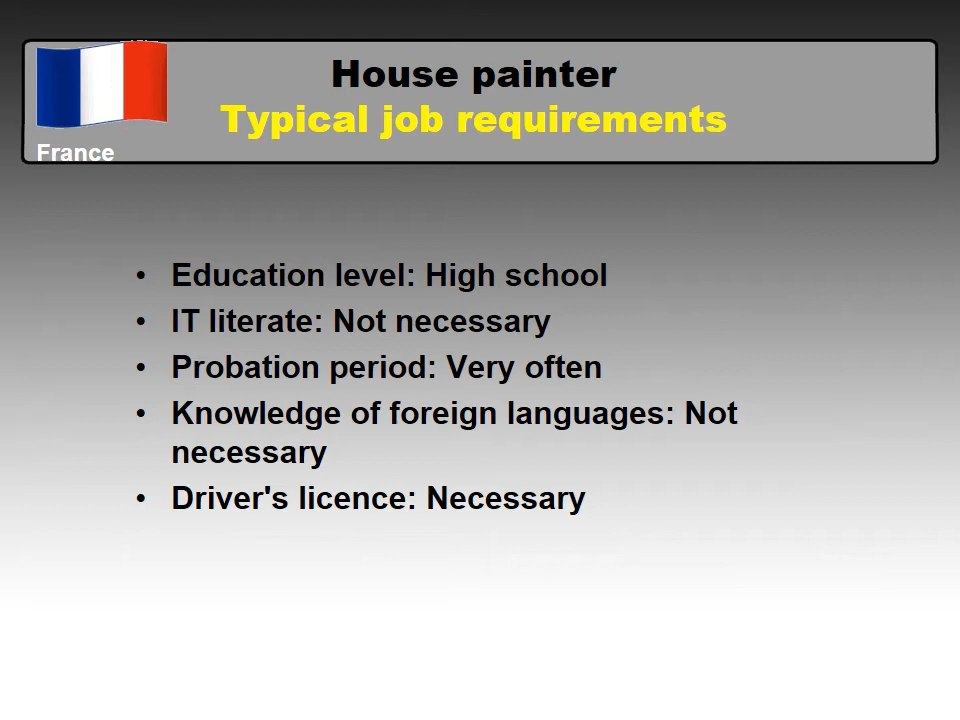 House painter
Typical job requirements
France
• Education level: High school
• IT literate: Not necessary
• Probation period: Very often
• Knowledge of foreign languages: Not
necessary
• Driver's licence: Necessary